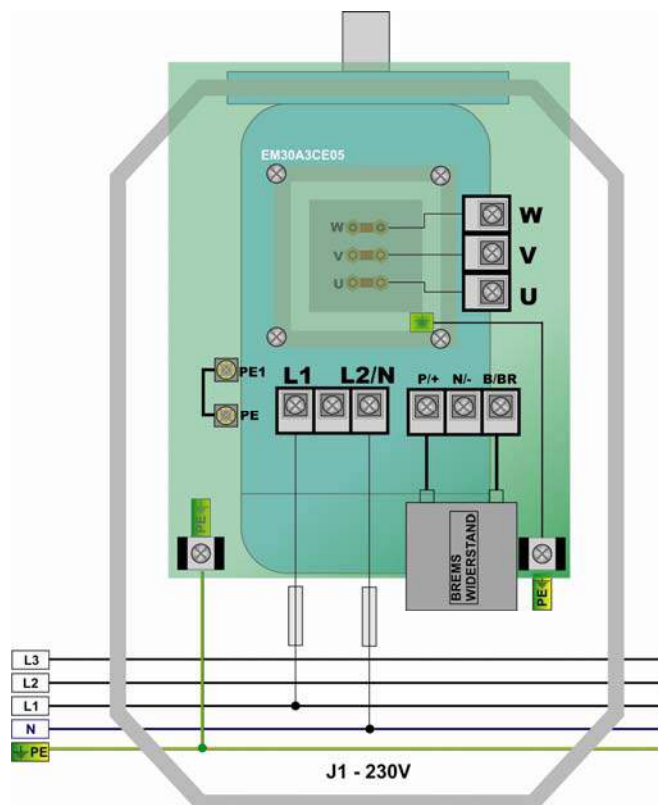 EM30A3CE05
W W
V V
U U
PE1
L1 L2/N
P/+ N/- B/BR
PE
PE
BREMS
WIDERSTAND
PE
L3
L2
L1
N
PE
J1 - 230V